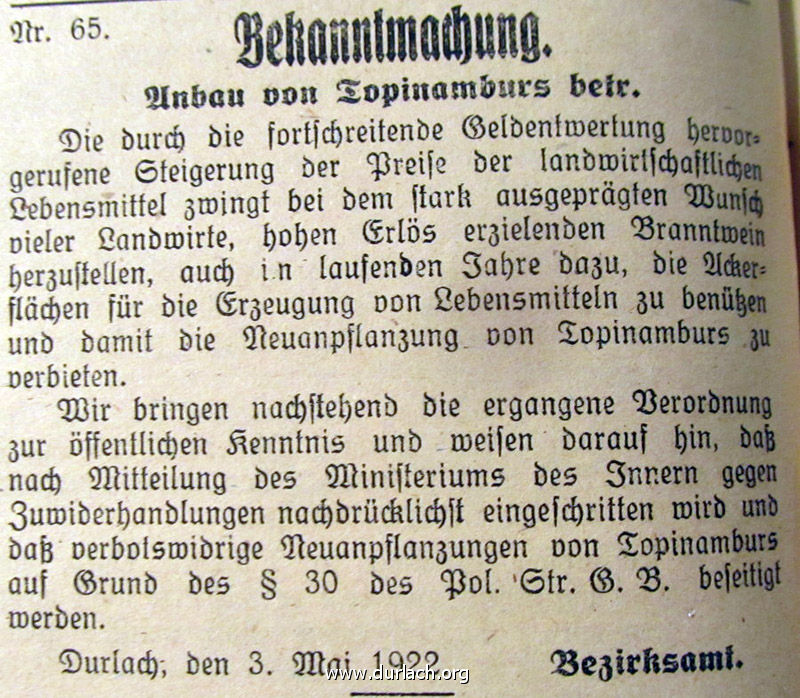 Nr. 65.
Bekanntmachung.
Anbau von Topinamburs betr.
Die durch die fortschreitende Geldentwertung hervor=
gerufene Steigerung der Preise der landwirtschaftlichen
Lebensmittel zwingt bei dem stark ausgeprägten Wunsch
vieler Landwirte, hohen Erlös erzielenden Branntwein
herzustellen, auch in laufenden Jahre dazu, die Acker=
flächen für die Erzeugung von Lebensmitteln zu benützen
und damit die Neuanpflanzung von Topinamburs zu
verbieten.
Wir bringen nachstehend die ergangene Verordnung
zur öffentlichen Kenntnis und weisen darauf hin, daß
nach Mitteilung des Ministeriums des Innern gegen
Zuwiderhandlungen nachdrücklichst eingeschritten wird und
daß verbotswidrige Neuanpflanzungen von Topinamburs
auf Grund des § 30 des Pol. Str. G. B. beseitigt
werden.
Durlach, den 3. Mai 1922. Bezirksamt.
www.durlach.org